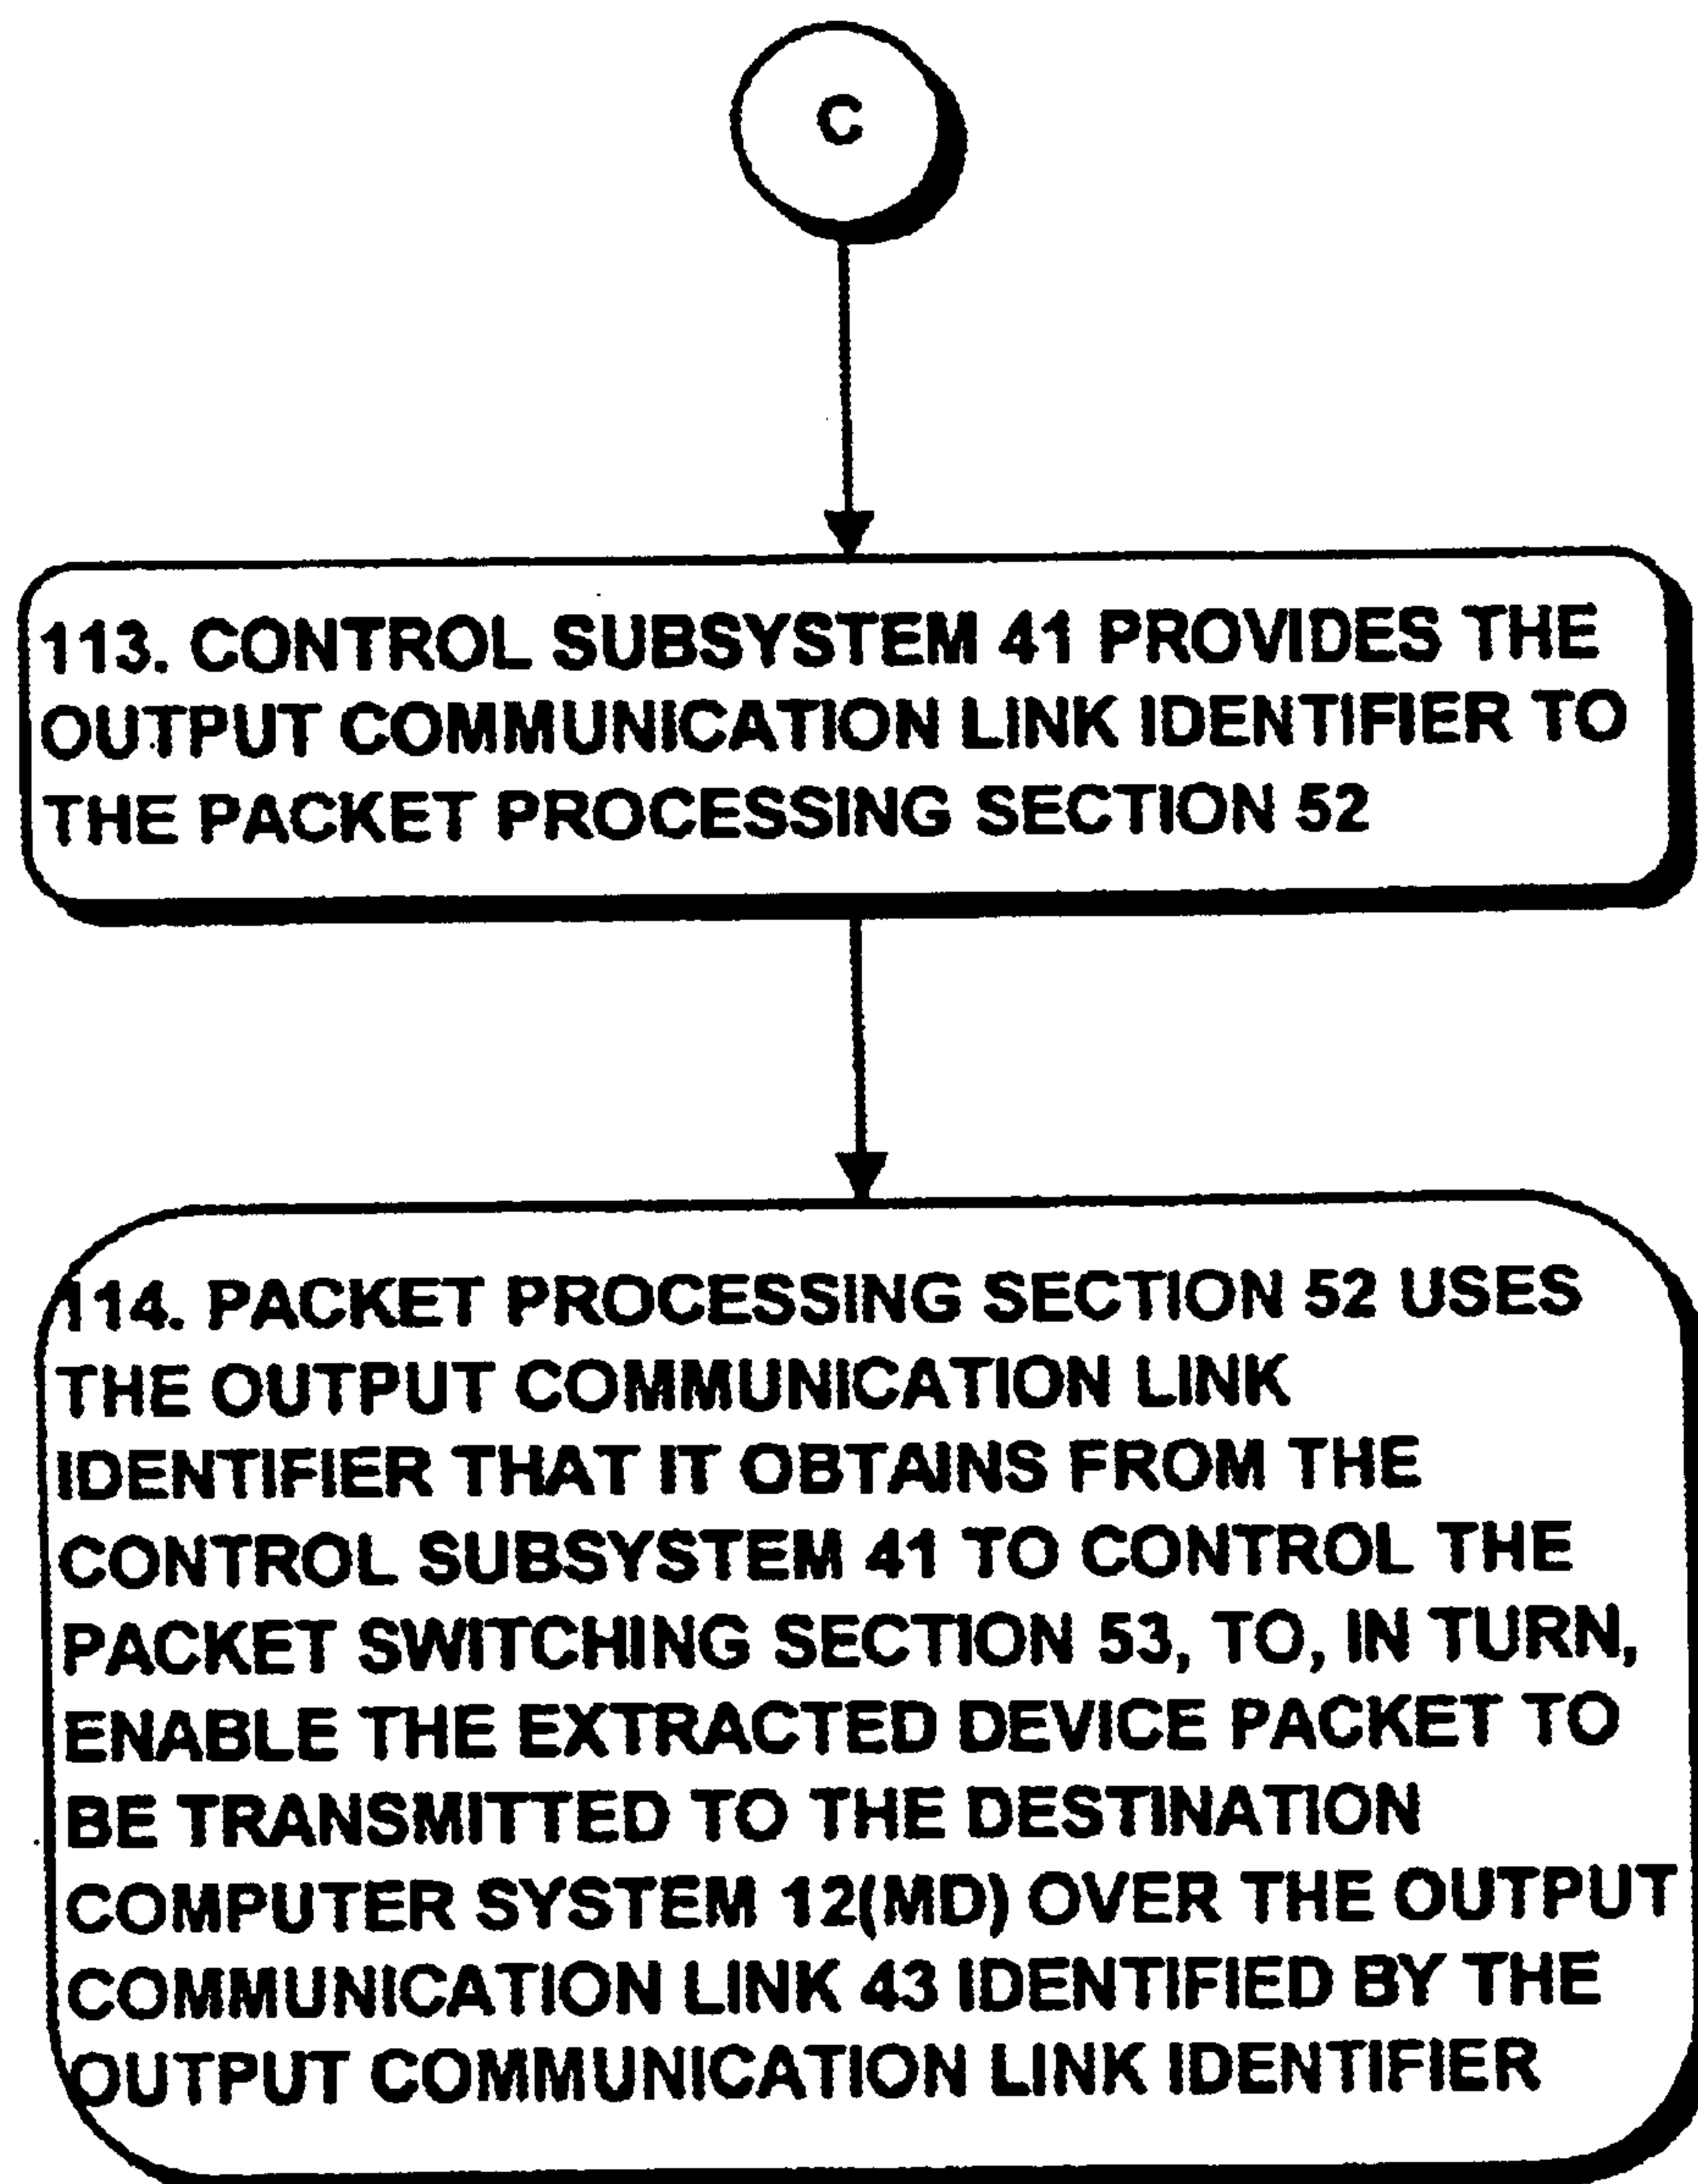 C
113. CONTROL SUBSYSTEM 41 PROVIDES THE
OUTPUT COMMUNICATION LINK IDENTIFIER TO
THE PACKET PROCESSING SECTION 52
114. PACKET PROCESSING SECTION 52 USES
THE OUTPUT COMMUNICATION LINK
IDENTIFIER THAT IT OBTAINS FROM THE
CONTROL SUBSYSTEM 41 TO CONTROL THE
PACKET SWITCHING SECTION 53, TO, IN TURN,
ENABLE THE EXTRACTED DEVICE PACKET TO
BE TRANSMITTED TO THE DESTINATION
COMPUTER SYSTEM 12(MD) OVER THE OUTPUT
COMMUNICATION LINK 43 IDENTIFIED BY THE
OUTPUT COMMUNICATION LINK IDENTIFIER